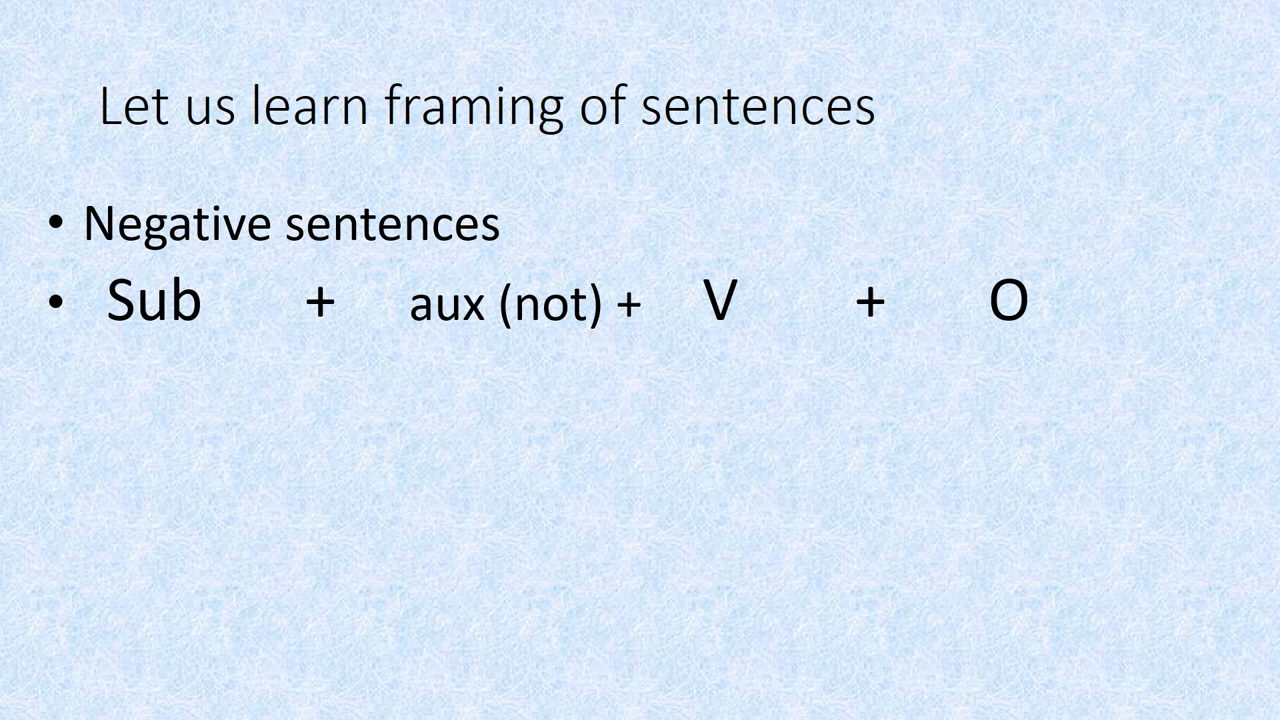 Let us learn framing of sentences
• Negative sentences
• Sub + aux (not) + V + O